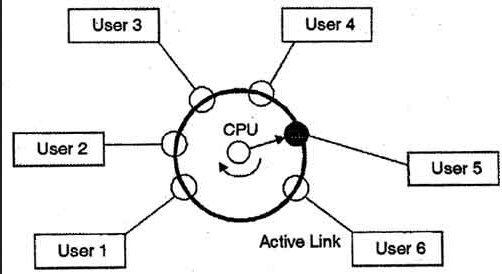 User 3
User 4
CPU
User 2
User 5
User 1
Active Link
User 6